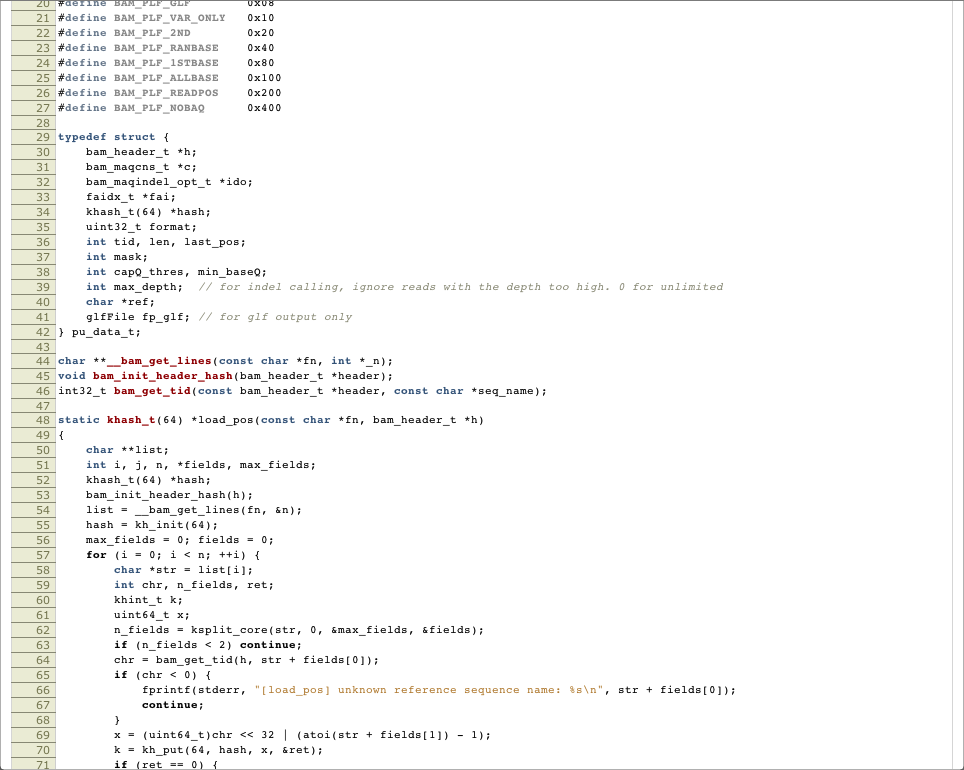 20 #define BAM_PLF_GLF      0x08
21 #define BAM_PLF_VAR_ONLY   0x10
22 #define BAM_PLF_2ND        0x20
23 #define BAM_PLF_RANBASE    0x40
24 #define BAM_PLF_1STBASE    0x80
25 #define BAM_PLF_ALLBASE    0x100
26 #define BAM_PLF_READPOS    0x200
27 #define BAM_PLF_NOBAQ      0x400
28
29 typedef struct {
30     bam_header_t *h;
31     bam_maqcns_t *c;
32     bam_maqindel_opt_t *ido;
33     faidx_t *fai;
34     khash_t(64) *hash;
35     uint32_t format;
36     int tid, len, last_pos;
37     int mask;
38     int capQ_thres, min_baseQ;
39     int max_depth;  // for indel calling, ignore reads with the depth too high. 0 for unlimited
40     char *ref;
41     glfFile fp_glf; // for glf output only
42 } pu_data_t;
43
44 char **__bam_get_lines(const char *fn, int *_n);
45 void bam_init_header_hash(bam_header_t *header);
46 int32_t bam_get_tid(const bam_header_t *header, const char *seq_name);
47
48 static khash_t(64) *load_pos(const char *fn, bam_header_t *h)
49 {
50     char **list;
51     int i, j, n, *fields, max_fields;
52     khash_t(64) *hash;
53     bam_init_header_hash(h);
54     list = __bam_get_lines(fn, &n);
55     hash = kh_init(64);
56     max_fields = 0; fields = 0;
57     for (i = 0; i < n; ++i) {
58         char *str = list[i];
59         int chr, n_fields, ret;
60         khint_t k;
61         uint64_t x;
62         n_fields = ksplit_core(str, 0, &max_fields, &fields);
63         if (n_fields < 2) continue;
64         chr = bam_get_tid(h, str + fields[0]);
65         if (chr < 0) {
66             fprintf(stderr, "[load_pos] unknown reference sequence name: %s\n", str + fields[0]);
67             continue;
68         }
69         x = (uint64_t)chr << 32 | (atoi(str + fields[1]) - 1);
70         k = kh_put(64, hash, x, &ret);
71         if (ret == 0) {